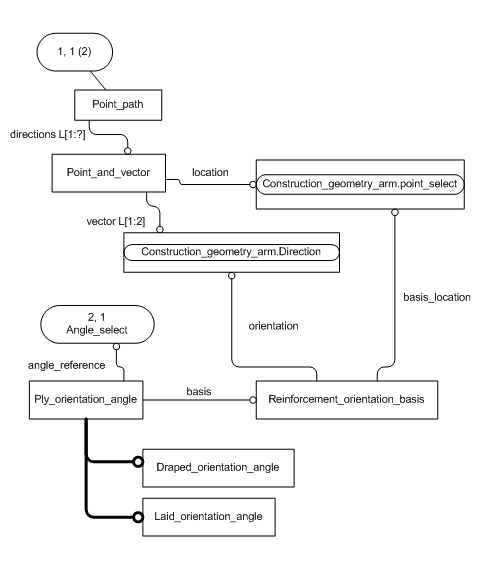 1, 1 (2)
Point_path
directions L[1:?]
Point_and_vector
location
Construction_geometry_arm.point_select
vector L[1:2]
Construction_geometry_arm.Direction
basis_location
2, 1
Angle_select
orientation
angle_reference
Ply_orientation_angle
basis
Reinforcement_orientation_basis
Draped_orientation_angle
Laid_orientation_angle